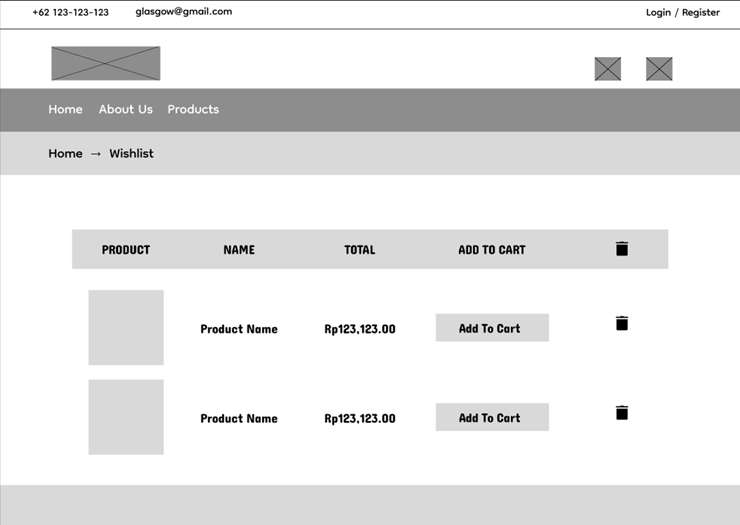 +62 123-123-123 glasgow@gmail.com Login / Register
Home About Us Products
Home → Wishlist
PRODUCT NAME TOTAL ADD TO CART
Product Name Rp123,123.00 Add To Cart
Product Name Rp123,123.00 Add To Cart